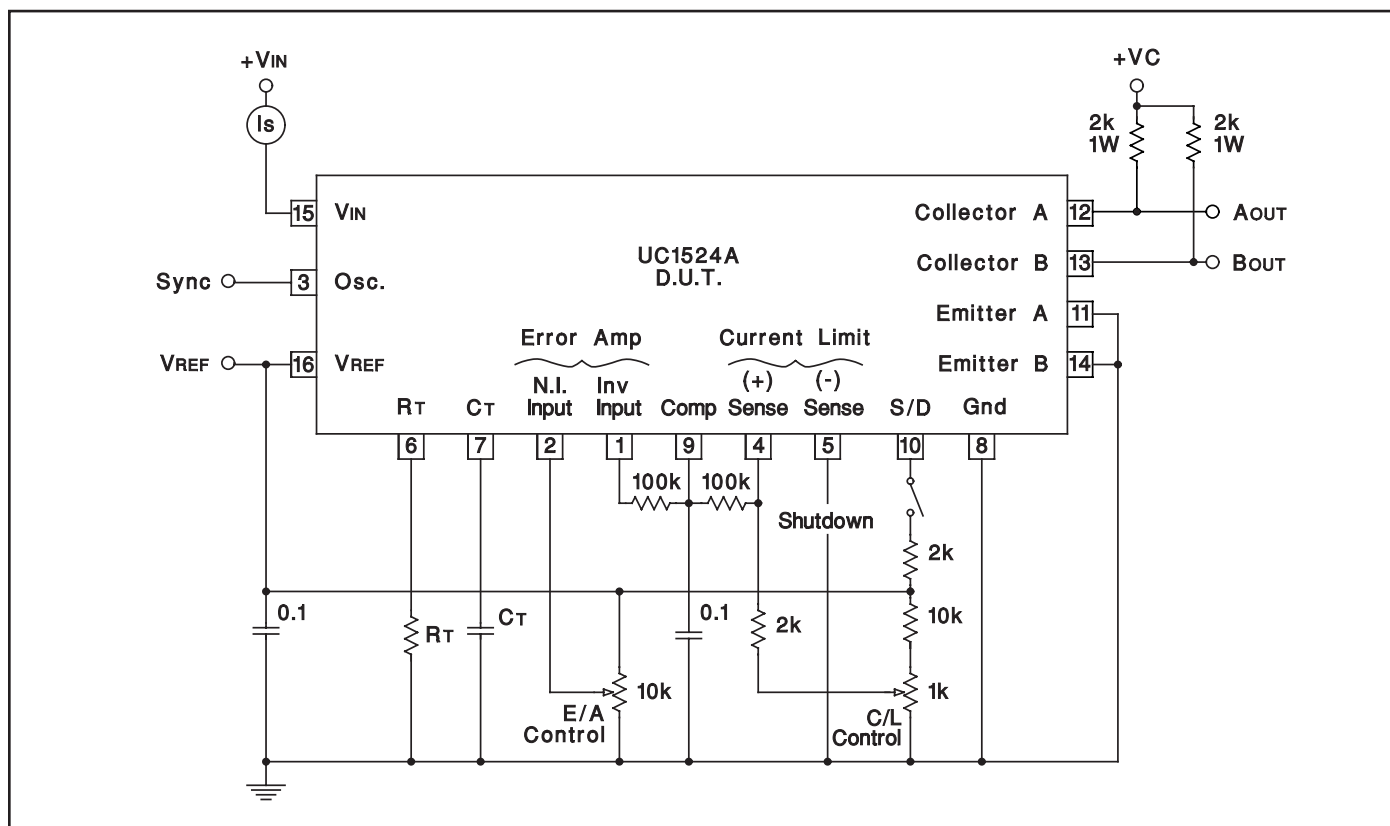 +VIN
Is
+VC
2k
1W
2k
1W
15 VIN
Collector A 12
AOUT
UC1524A
D.U.T.
Collector B 13
BOUT
Sync
3 Osc.
Emitter A 11
Error Amp
Current Limit
VREF
16 VREF
Emitter B 14
(+)
(-)
N.I.
Input
Inv
Input
RT
CT
Comp
Sense
Sense
S/D
Gnd
6
7
2
1
9
4
5
10
8
100k
100k
Shutdown
2k
0.1
RT
CT
0.1
2k
10k
10k
1k
E/A
Control
C/L
Control